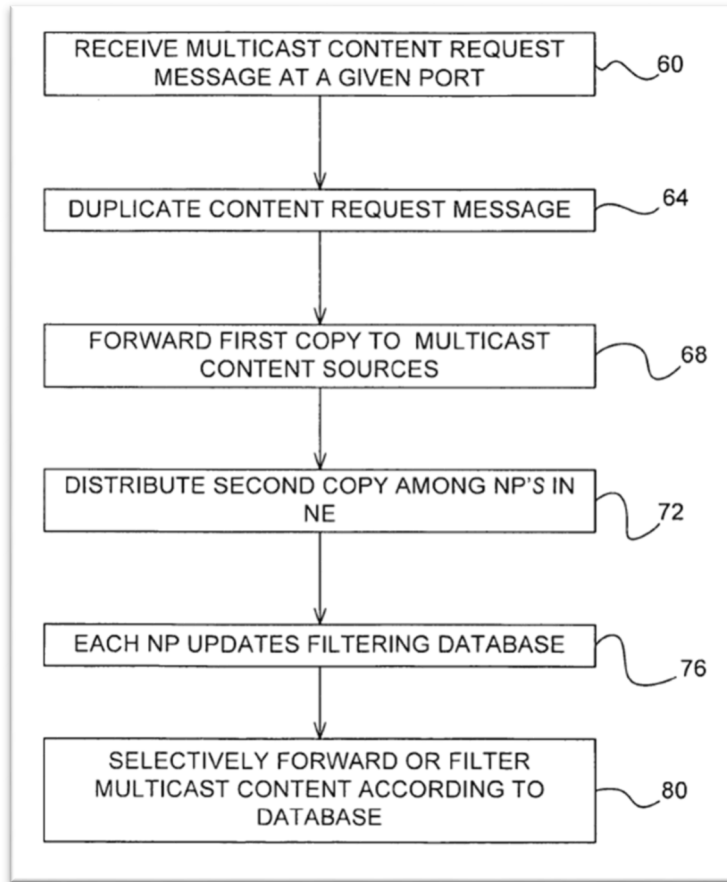 RECEIVE MULTICAST CONTENT REQUEST
MESSAGE AT A GIVEN PORT
60
DUPLICATE CONTENT REQUEST MESSAGE
64
FORWARD FIRST COPY TO MULTICAST
CONTENT SOURCES
68
DISTRIBUTE SECOND COPY AMONG NP'S IN
NE
72
EACH NP UPDATES FILTERING DATABASE
76
SELECTIVELY FORWARD OR FILTER
MULTICAST CONTENT ACCORDING TO
DATABASE
80